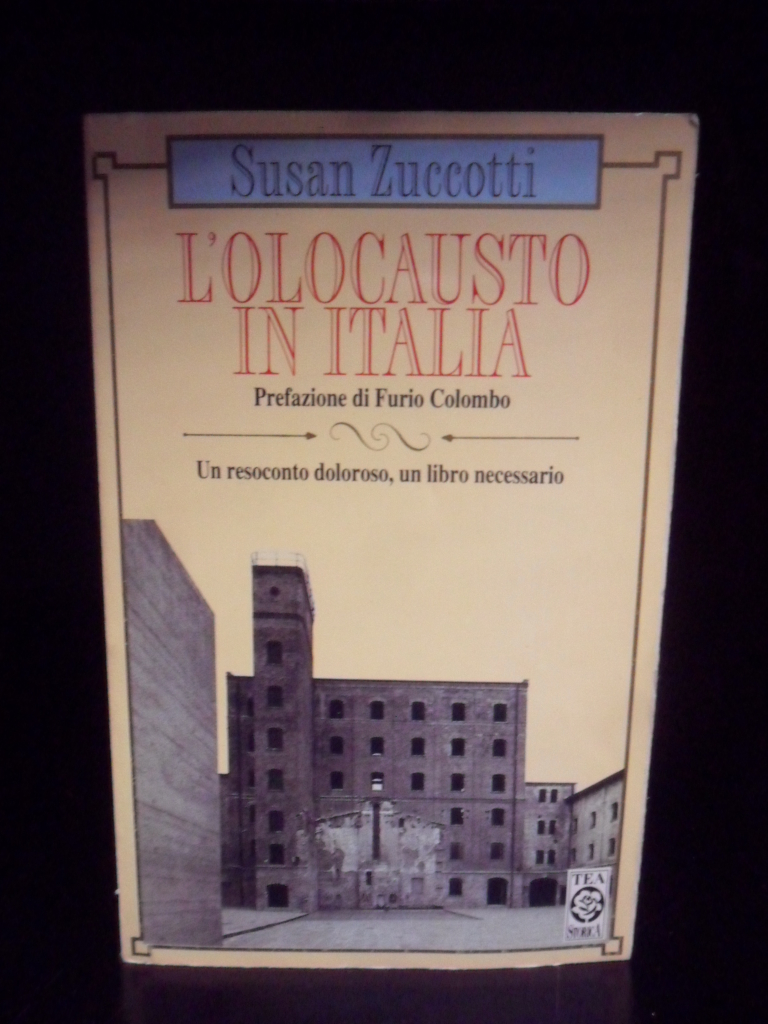 Susan Zuccotti
L'OLOCAUSTO
IN ITALIA
Prefazione di Furio Colombo
Un resoconto doloroso, un libro necessario
TEA
STORICA